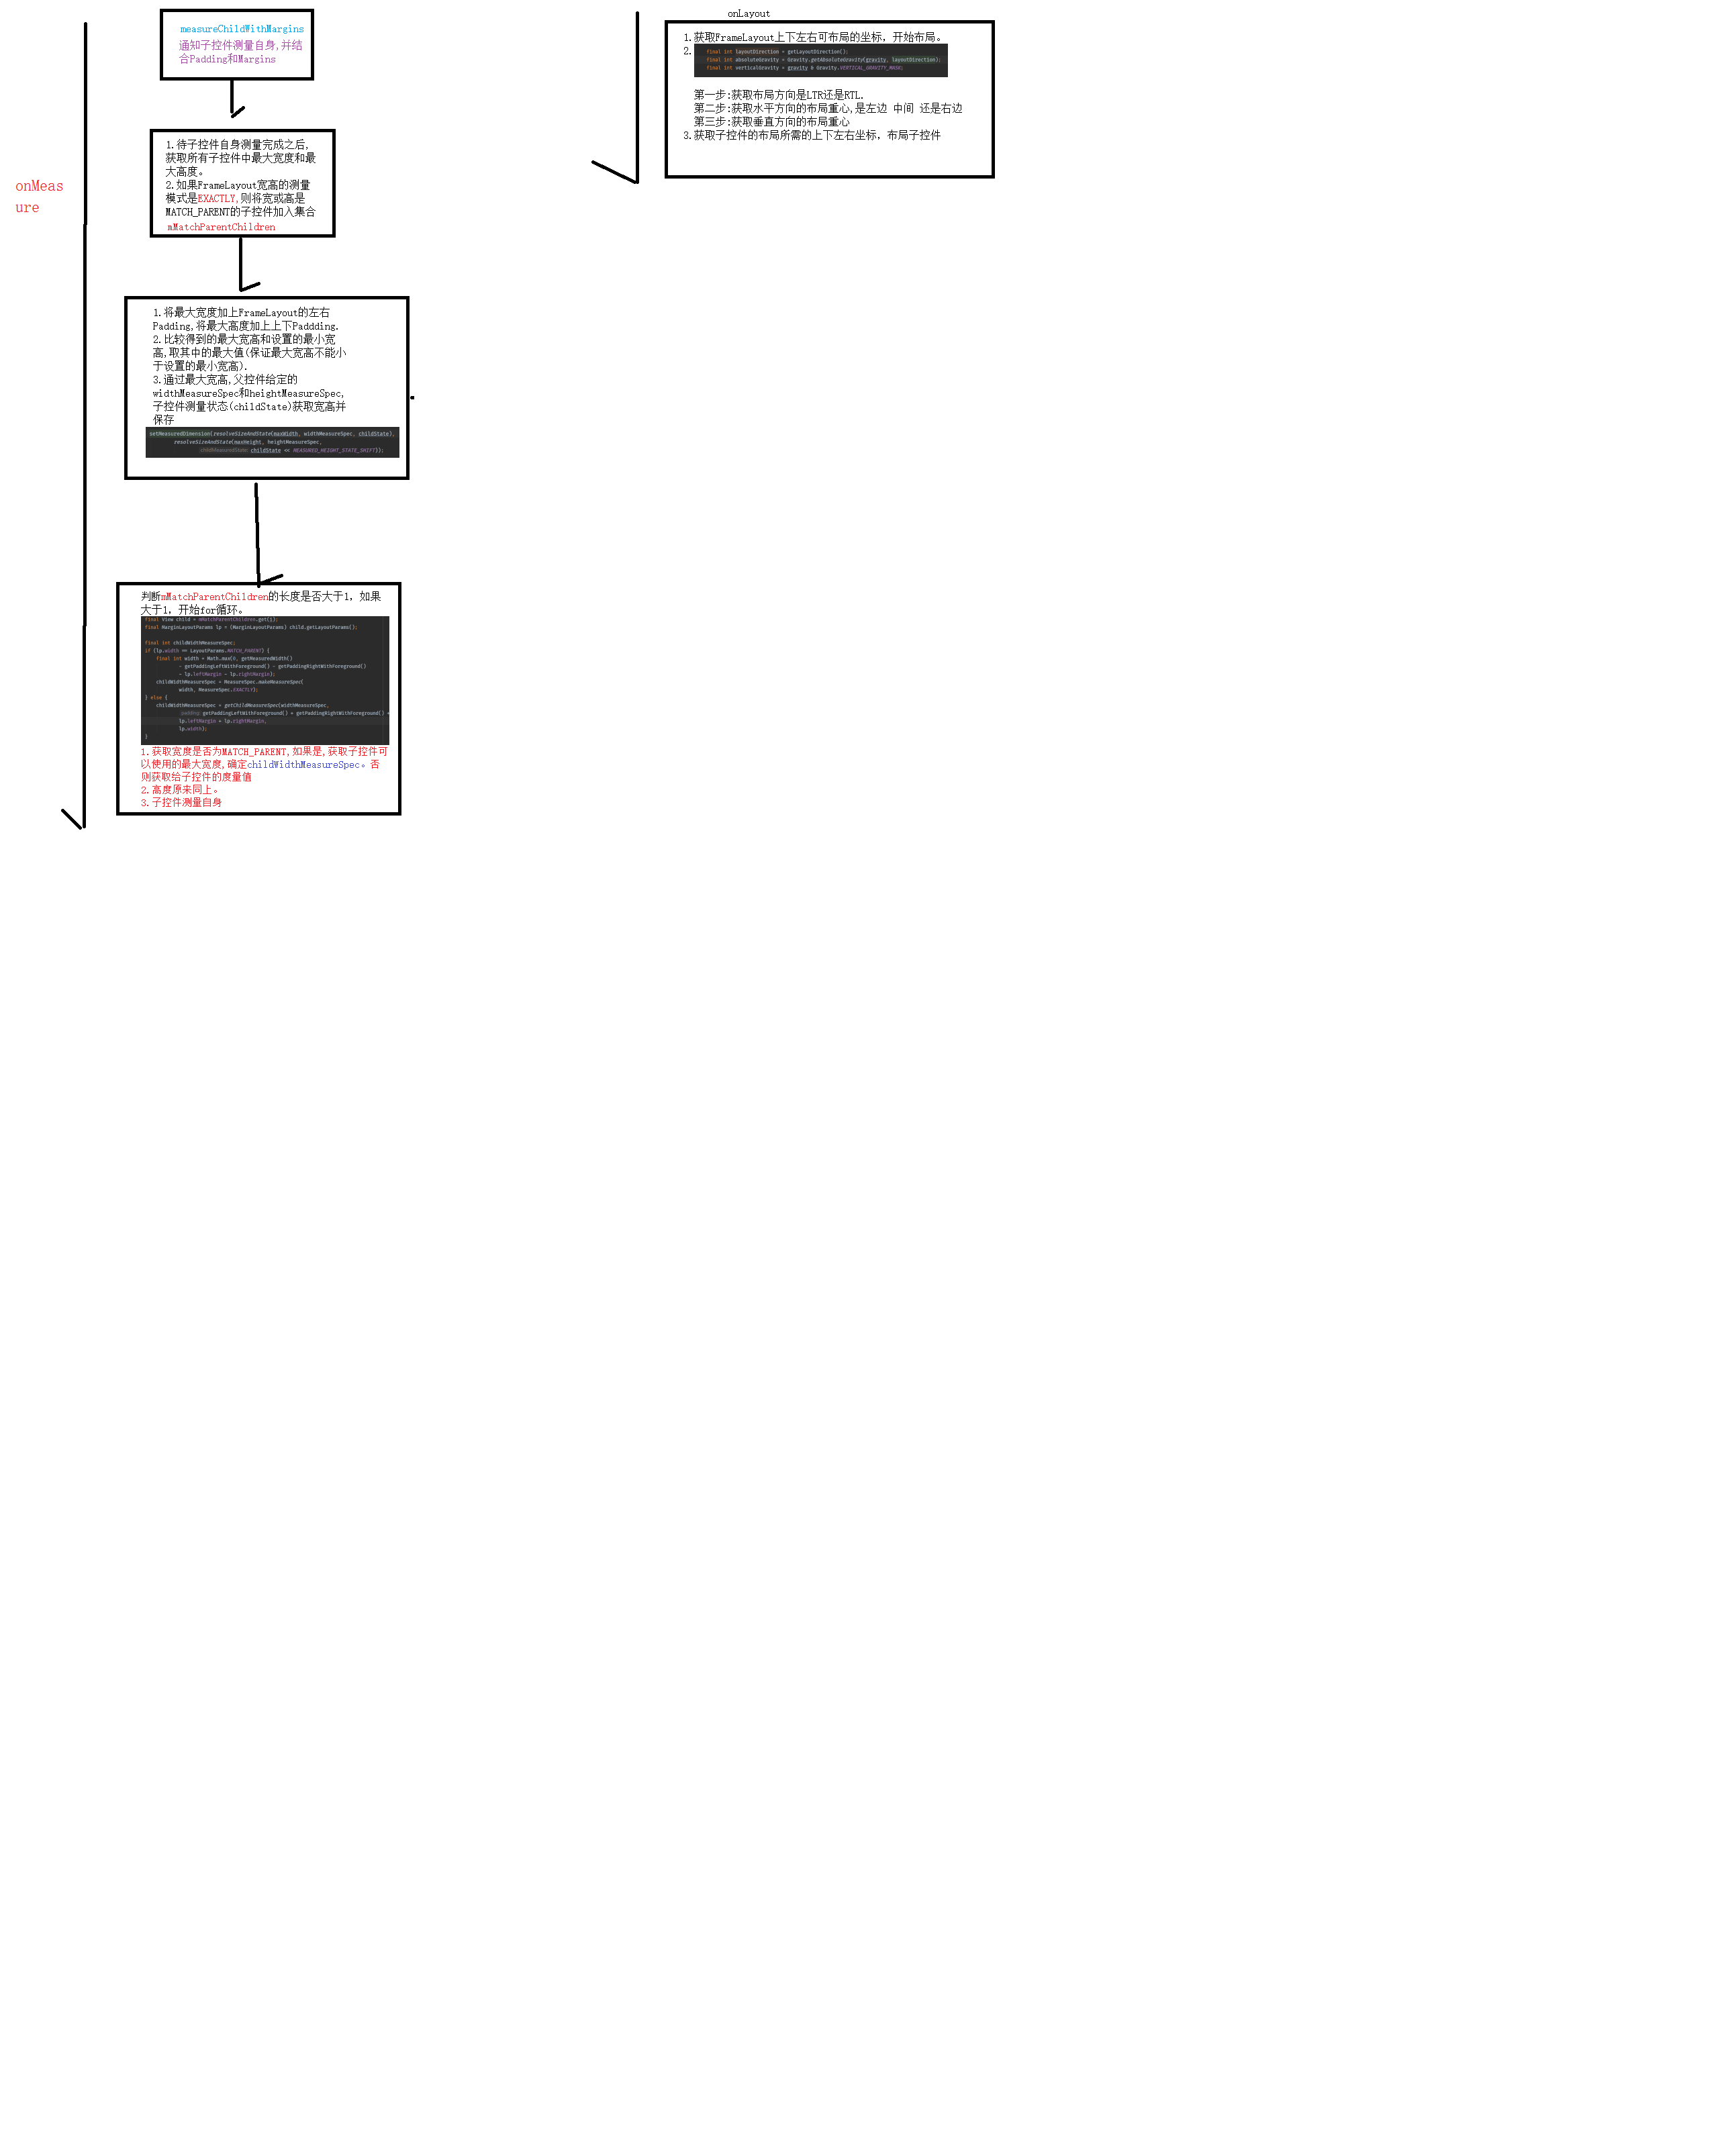 onMeas
ure
measureChildWithMargins
通知子控件测量自身,并结
合Padding和Margins
1.待子控件自身测量完成之后,
获取所有子控件中最大宽度和最
大高度。
2.如果FrameLayout宽高的测量
模式是EXACTLY,则将宽或高是
MATCH_PARENT的子控件加入集合
mMatchParentChildren
1.将最大宽度加上FrameLayout的左右
Padding,将最大高度加上上下Paddding.
2.比较得到的最大宽高和设置的最小宽
高,取其中的最大值(保证最大宽高不能小
于设置的最小宽高).
3.通过最大宽高,父控件给定的
widthMeasureSpec和heightMeasureSpec,
子控件测量状态(childState)获取宽高并
保存
setMeasuredDimension(resolveSizeAndState(maxWidth, widthMeasureSpec, childState),
resolveSizeAndState(maxHeight, heightMeasureSpec,
childMeasuredState: childState << MEASURED_HEIGHT_STATE_SHIFT));
判断mMatchParentChildren的长度是否大于1, 如果
大于1, 开始for循环。
final View child = mMatchParentChildren.get(i);
final MarginLayoutParams lp = (MarginLayoutParams) child.getLayoutParams();
final int childWidthMeasureSpec;
if (lp.width == LayoutParams.MATCH_PARENT) {
final int width = Math.max(0, getMeasuredWidth()
- getPaddingLeftWithForeground() - getPaddingRightWithForeground()
- lp.leftMargin - lp.rightMargin);
childWidthMeasureSpec = MeasureSpec.makeMeasureSpec(
width, MeasureSpec.EXACTLY);
} else {
childWidthMeasureSpec = getChildMeasureSpec(widthMeasureSpec,
padding: getPaddingLeftWithForeground() + getPaddingRightWithForeground() +
lp.leftMargin + lp.rightMargin,
lp.width);
}
1.获取宽度是否为MATCH_PARENT,如果是,获取子控件可
以使用的最大宽度,确定childWidthMeasureSpec。否
则获取给子控件的度量值
2.高度原来同上。
3.子控件测量自身
onLayout
1.获取FrameLayout上下左右可布局的坐标, 开始布局。
2.
final int layoutDirection = getLayoutDirection();
final int absoluteGravity = Gravity.getAbsoluteGravity(gravity, layoutDirection);
final int verticalGravity = gravity & Gravity.VERTICAL_GRAVITY_MASK;
第一步:获取布局方向是LTR还是RTL.
第二步:获取水平方向的布局重心,是左边 中间 还是右边
第三步:获取垂直方向的布局重心
3.获取子控件的布局所需的上下左右坐标, 布局子控件